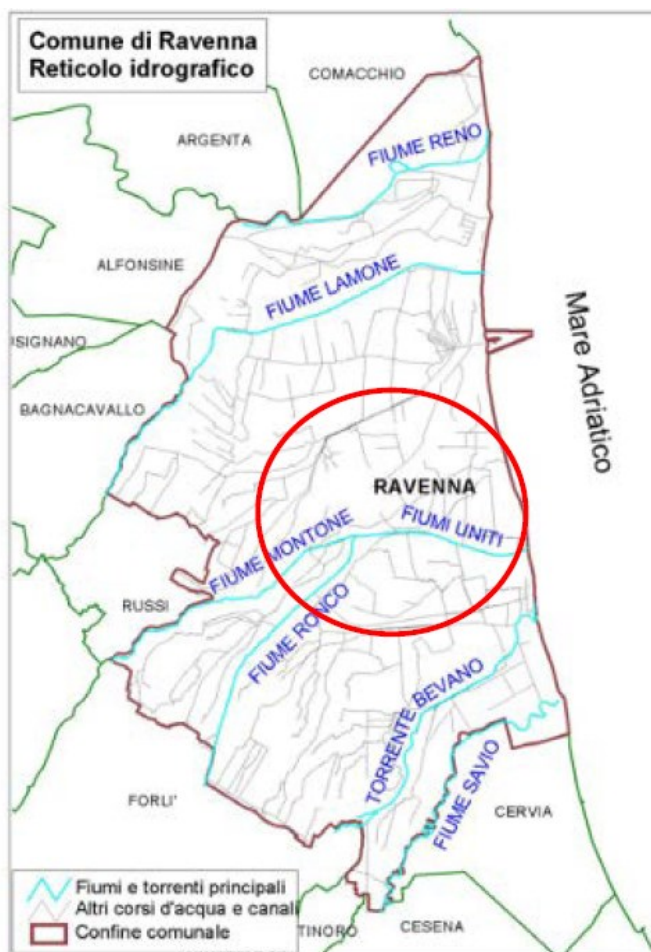 Comune di Ravenna
Reticolo idrografico
COMACCHIO
ARGENTA
FIUME RENO
ALFONSINE
FIUME LAMONE
USIGNANO
Mare Adriatico
BAGNACAVALLO
RAVENNA
FIUMI UNITI
FIUME MONTONE
RUSSI
FIUME RONCO
TORRENTE BEVANO
FORLI'
FIUME SAVIO
CERVIA
Fiumi e torrenti principali
Altri corsi d'acqua e canali
Confine comunale
TINORO
CESENA